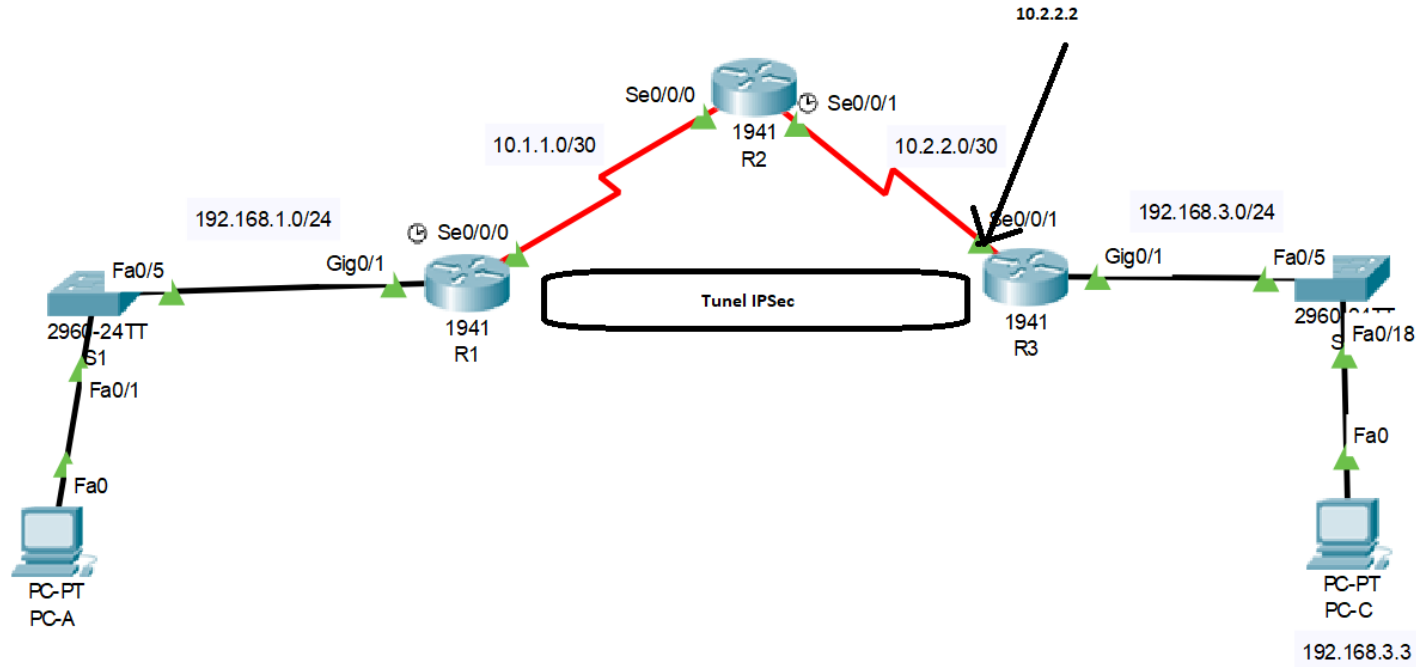 10.2.2.2
Se0/0/0
Se0/0/1
1941
R2
10.1.1.0/30
10.2.2.0/30
192.168.1.0/24
Se0/0/0
Se0/0/1
192.168.3.0/24
Fa0/5
Gig0/1
Gig0/1
Fa0/5
Tunel IPSec
2960-24TT
S1
1941
R1
1941
R3
2960-24TT
S
Fa0/18
Fa0/1
Fa0
Fa0
PC-PT
PC-A
PC-PT
PC-C
192.168.3.3